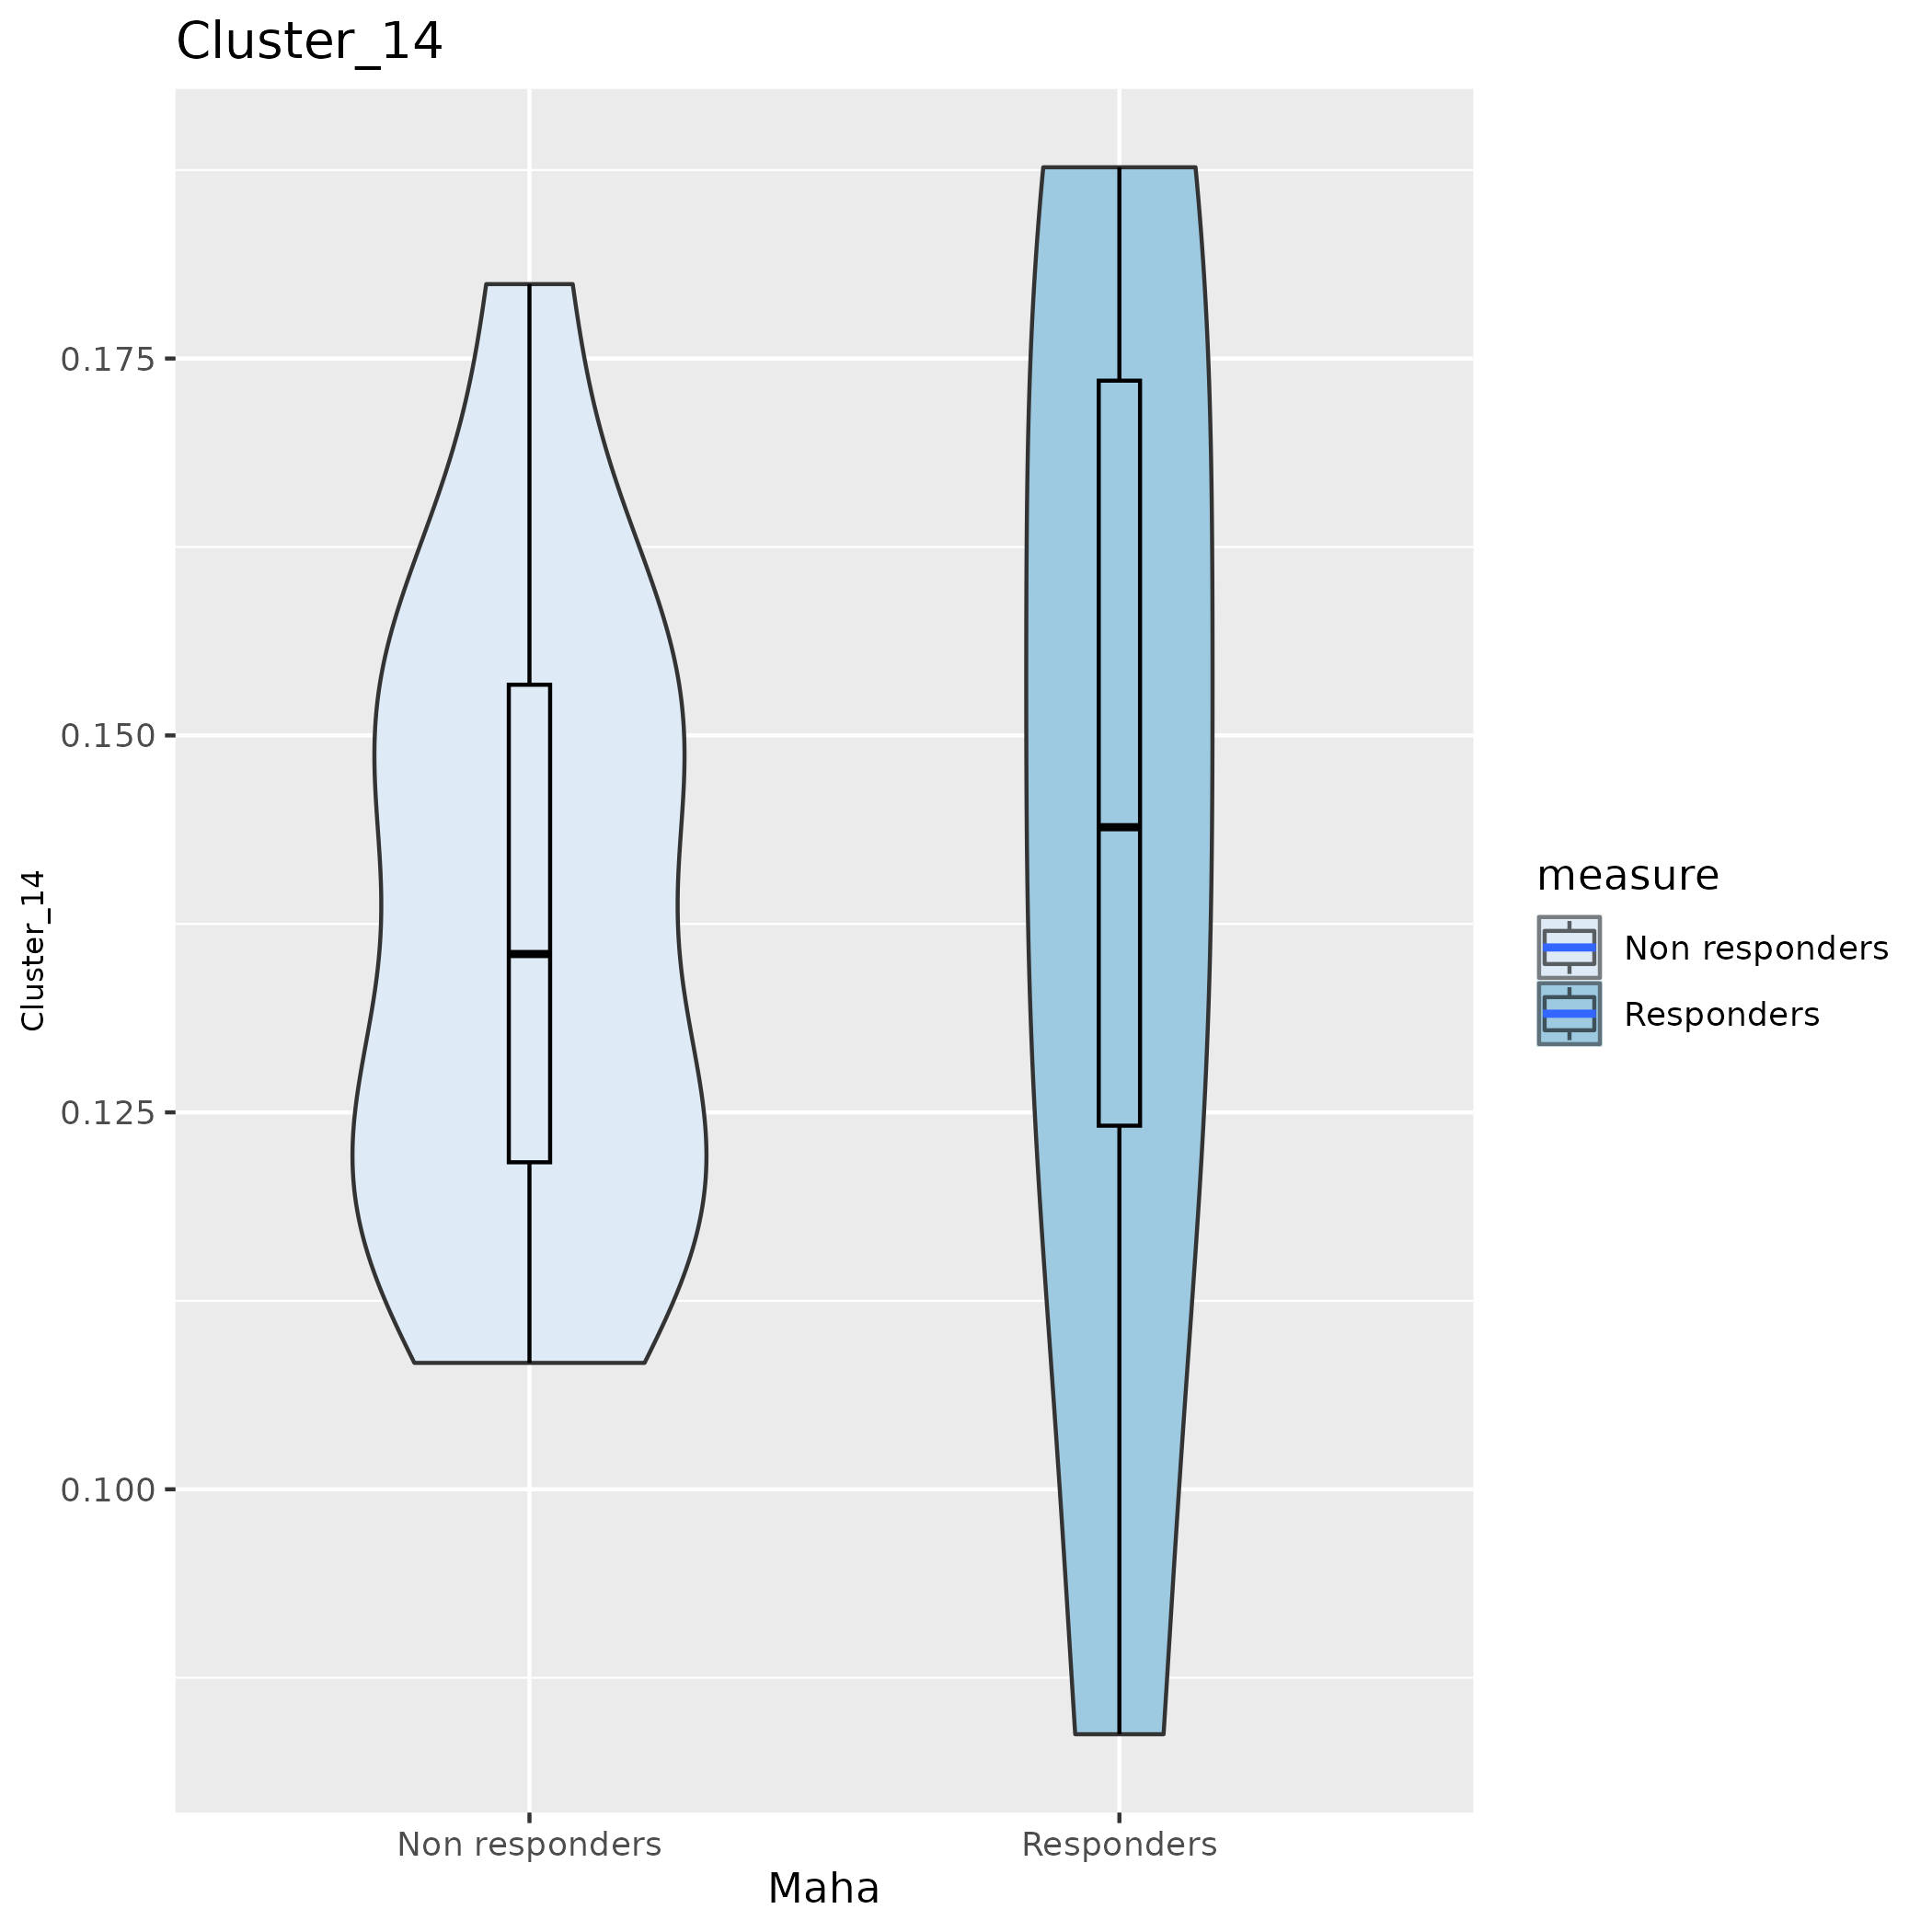 Cluster_14
Cluster_14
0.175
0.150
0.125
0.100
Non responders
Responders
Maha
measure
Non responders
Responders